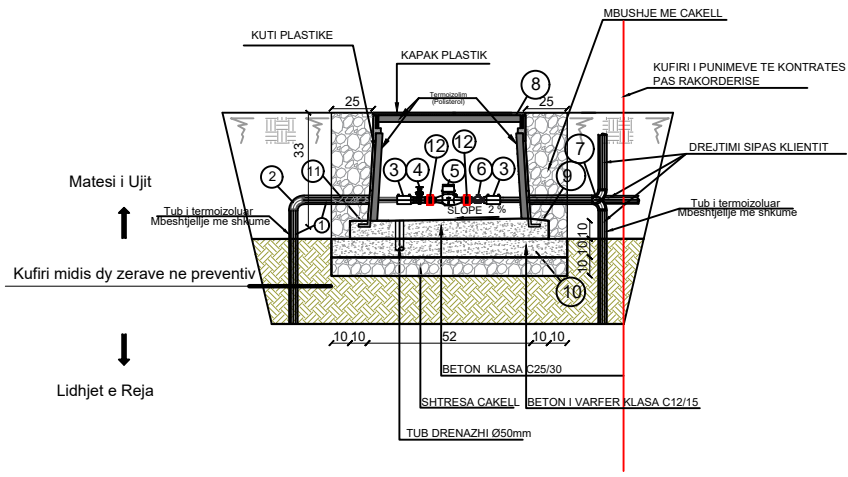 MBUSHJE ME CAKELL
KUTI PLASTIKE
KAPAK PLASTIK
KUFIRI I PUNIMEVE TE KONTRATES
PAS RAKORDERISE
Termoizolim
(Polisterol)
8
25
25
33
12
12
7
DREJTIMI SIPAS KLIENTIT
11
3
4
5
6
3
9
2
Matesi i Ujit
SLOPE 2 %
Tub i termoizoluar
Mbeshtjellje me shkume
Tub i termoizoluar
Mbeshtjellje me shkume
1
10
10
10
10
Kufiri midis dy zerave ne preventiv
10
10
52
10
10
BETON KLASA C25/30
Lidhjet e Reja
SHTRESA CAKELL
BETON I VARFER KLASA C12/15
TUB DRENAZHI Ø50mm